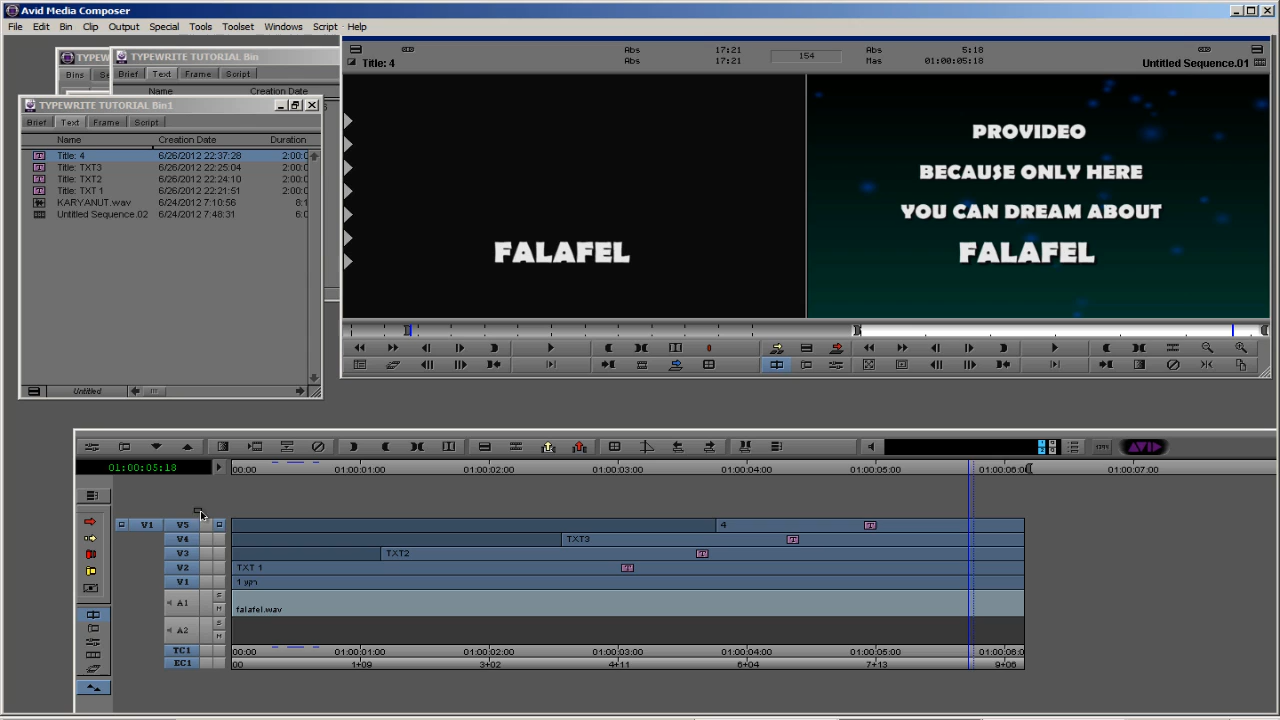 Avid Media Composer
File Edit Bin Clip Output Special Tools Toolset Windows Script Help
TYPEW TYPEWRITE TUTORIAL Bin
Bins Brief Text Frame Script
Name Creation Date
TYPEWRITE TUTORIAL Bin1
Brief Text Frame Script
Name Creation Date Duration
Title: 4 6/26/2012 22:37:28 2:00:0
Title: TXT3 6/26/2012 22:25:04 2:00:0
Title: TXT2 6/26/2012 22:24:10 2:00:0
Title: TXT 1 6/26/2012 22:21:51 2:00:0
KARYANUT.wav 6/24/2012 7:10:56 8:1
Untitled Sequence.02 6/24/2012 7:48:31 6:0
Untitled
Abs 17:21 154 Abs 5:18
Abs 17:21 Mas 01:00:05:18
Title: 4 Untitled Sequence.01
FALAFEL
PROVIDEO
BECAUSE ONLY HERE
YOU CAN DREAM ABOUT
FALAFEL
AVID
01:00:05:18 00:00 01:00:01:00 01:00:02:00 01:00:03:00 01:00:04:00 01:00:05:00 01:00:06:0 01:00:07:00
V1 V5 4
V4 TXT3
V3 TXT2
V2 TXT 1
V1 1 רקע
A1 S M falafel.wav
A2 S M
TC1 00:00 01:00:01:00 01:00:02:00 01:00:03:00 01:00:04:00 01:00:05:00 01:00:06:0
EC1 00 1+09 3+02 4+11 6+04 7+13 9+06